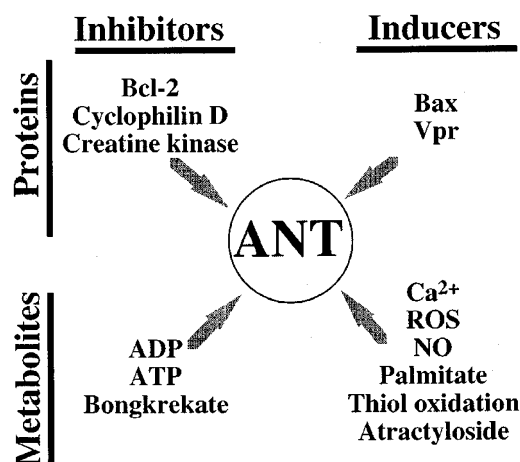 Inhibitors
Inducers
Proteins
Bcl-2
Cyclophilin D
Creatine kinase
Bax
Vpr
ANT
Metabolites
ADP
ATP
Bongkrekate
Ca²⁺
ROS
NO
Palmitate
Thiol oxidation
Atractyloside